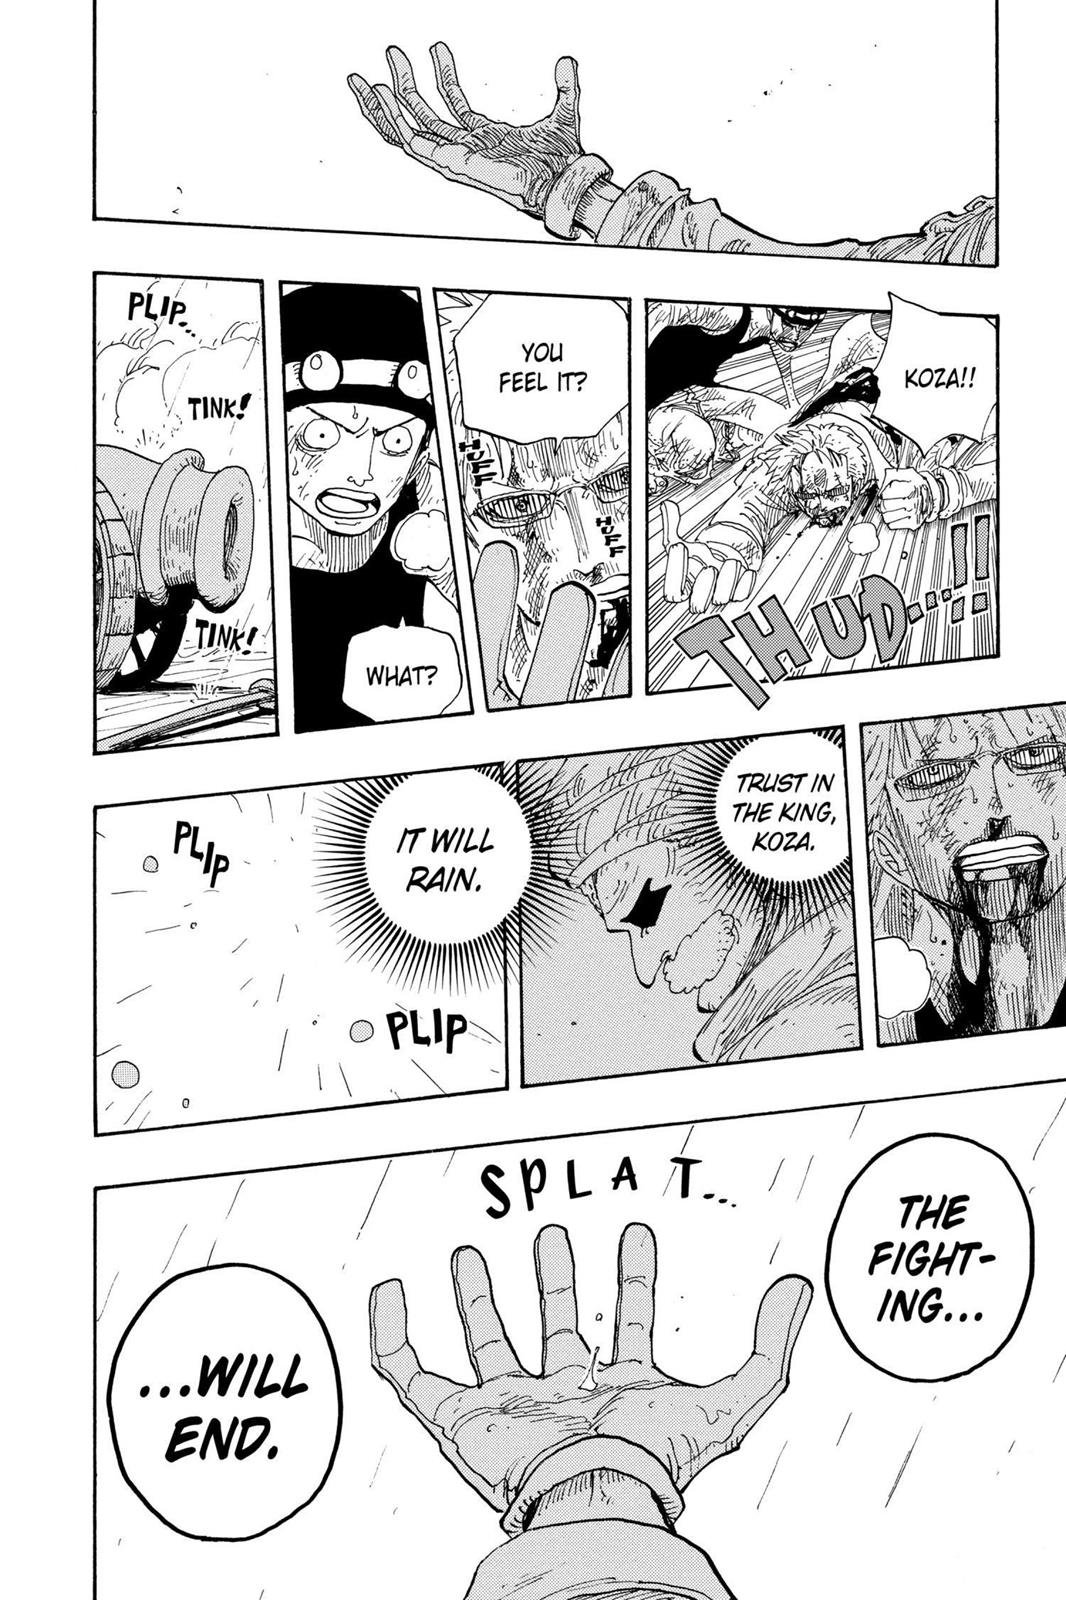 KOZA!!
THUD...!!
YOU
FEEL IT?
HUFF
HUFF
WHAT?
PLIP...
TINK!
TINK!
TRUST IN
THE KING,
KOZA.
IT WILL
RAIN.
PLIP
PLIP
SPLAT...
THE
FIGHT-
ING...
...WILL
END.